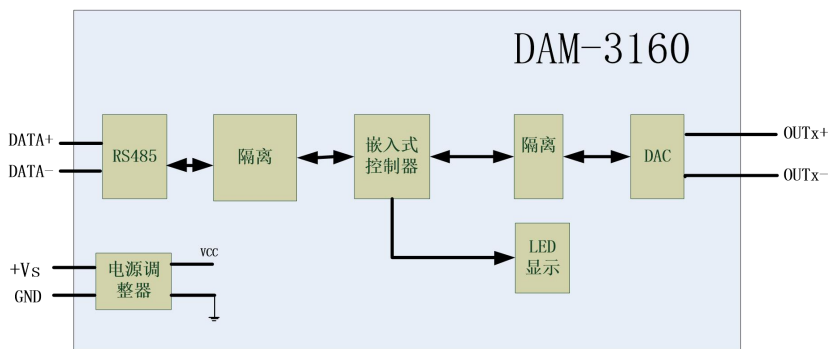 DAM-3160
DATA+
DATA-
RS485
隔离
嵌入式
控制器
隔离
DAC
OUTx+
OUTx-
LED
显示
+Vs
GND
电源调
整器
VCC